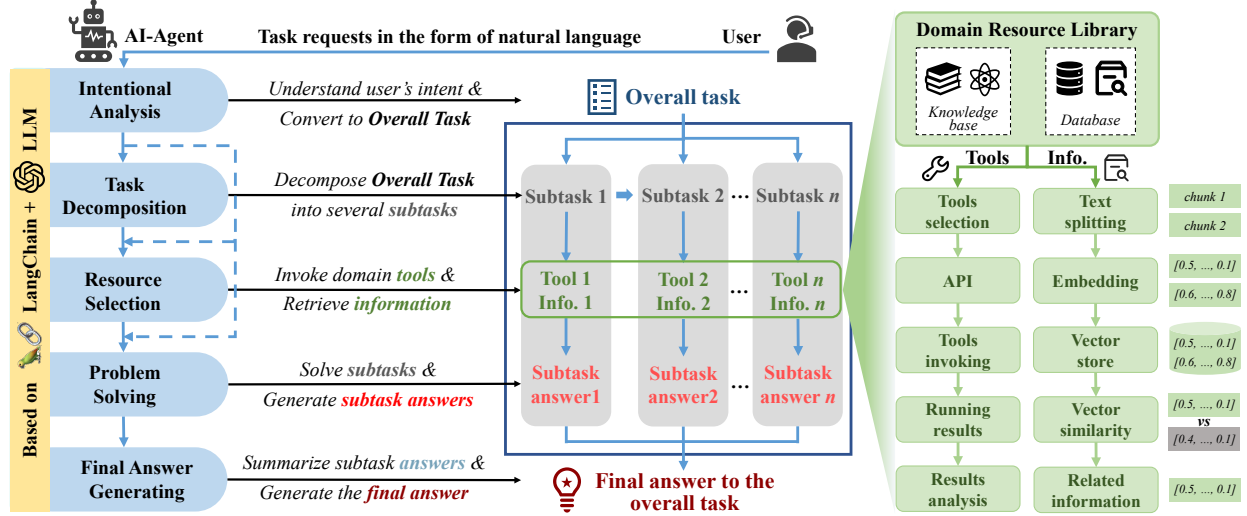 AI-Agent
Task requests in the form of natural language
User
Based on
LangChain +
LLM
Intentional
Analysis
Task
Decomposition
Resource
Selection
Problem
Solving
Final Answer
Generating
Understand user's intent &
Convert to Overall Task
Decompose Overall Task
into several subtasks
Invoke domain tools &
Retrieve information
Solve subtasks &
Generate subtask answers
Summarize subtask answers &
Generate the final answer
Overall task
Subtask 1
Subtask 2
...
Subtask n
Tool 1
Info. 1
Tool 2
Info. 2
...
Tool n
Info. n
Subtask
answer1
Subtask
answer2
...
Subtask
answer n
Final answer to the
overall task
Domain Resource Library
Knowledge
base
Database
Tools
Info.
Tools
selection
API
Tools
invoking
Running
results
Results
analysis
Text
splitting
Embedding
Vector
store
Vector
similarity
Related
information
chunk 1
chunk 2
[0.5, ..., 0.1]
[0.6, ..., 0.8]
[0.5, ..., 0.1]
[0.6, ..., 0.8]
[0.5, ..., 0.1]
vs
[0.4, ..., 0.1]
[0.5, ..., 0.1]